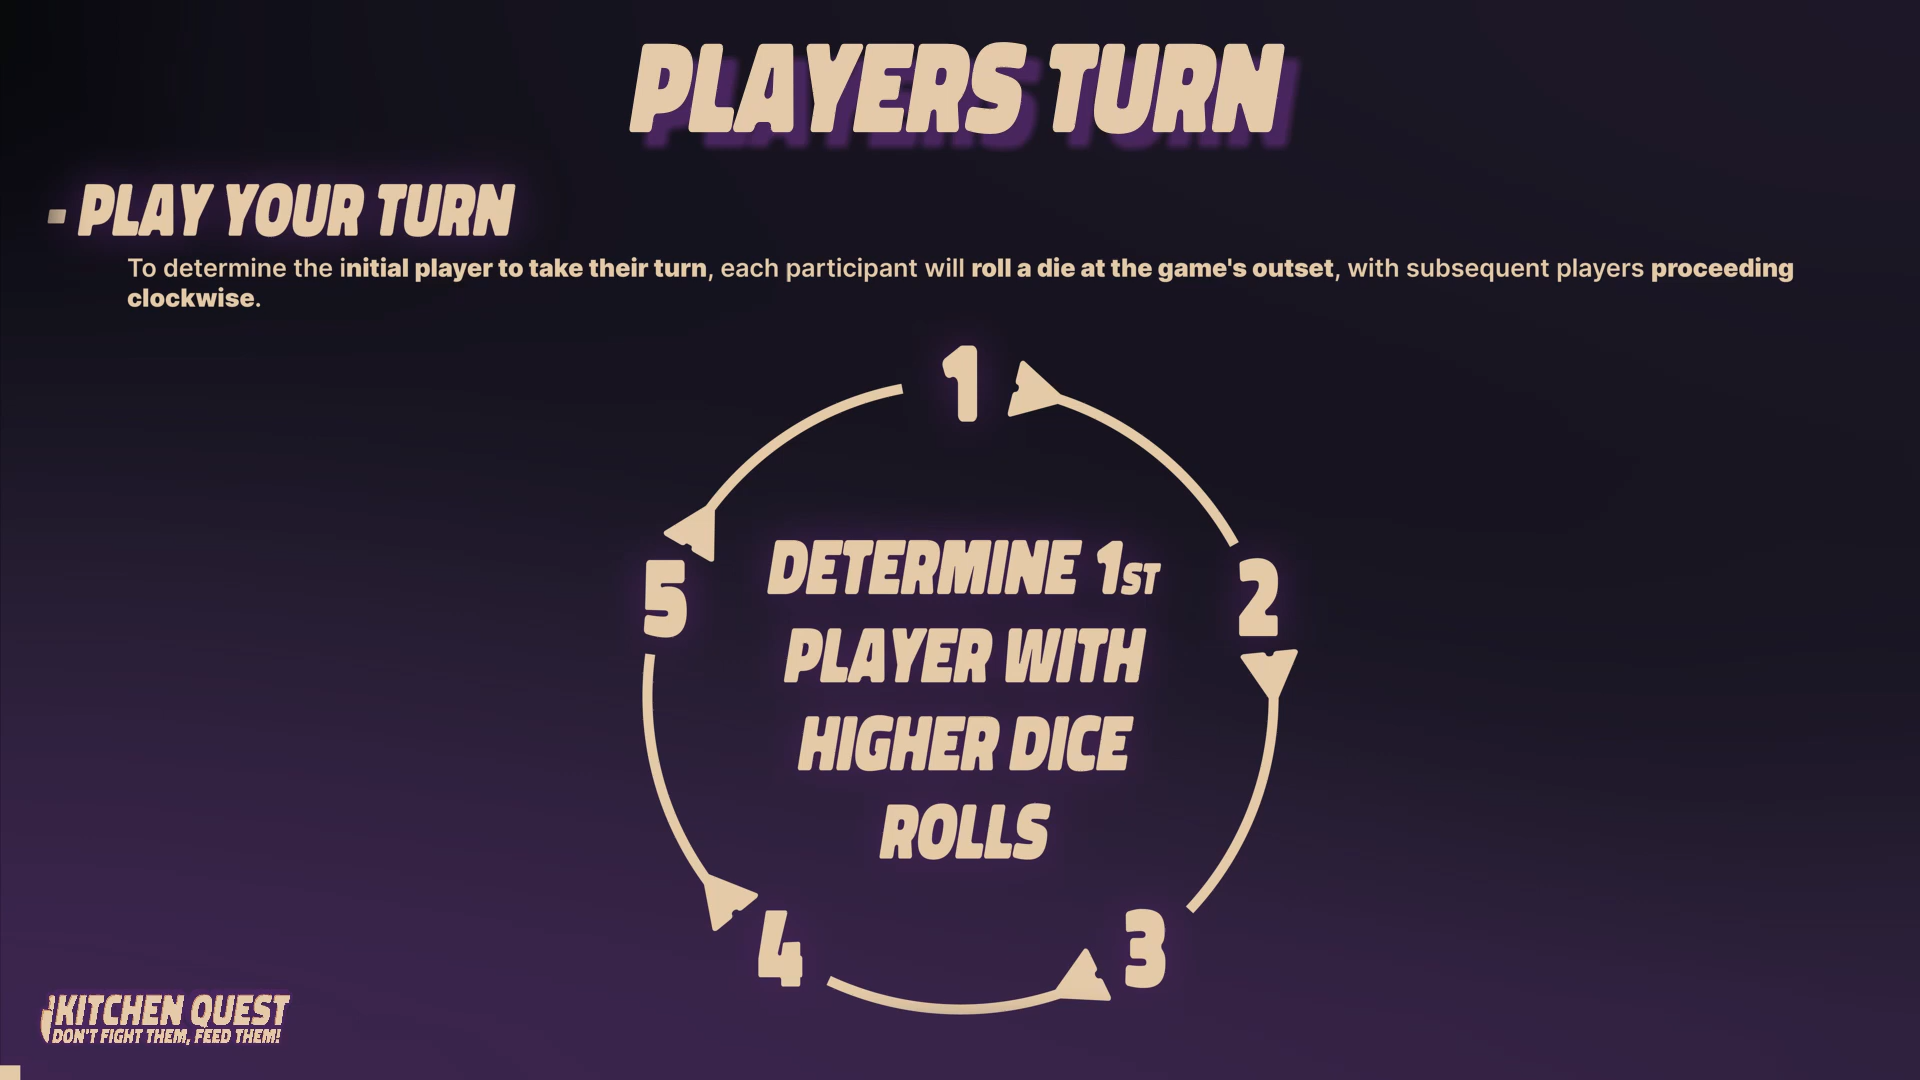 PLAYERS TURN
- PLAY YOUR TURN
To determine the initial player to take their turn, each participant will roll a die at the game's outset, with subsequent players proceeding
clockwise.
1
5
2
DETERMINE 1ST
PLAYER WITH
HIGHER DICE
ROLLS
4
3
KITCHEN QUEST
DON'T FIGHT THEM, FEED THEM!